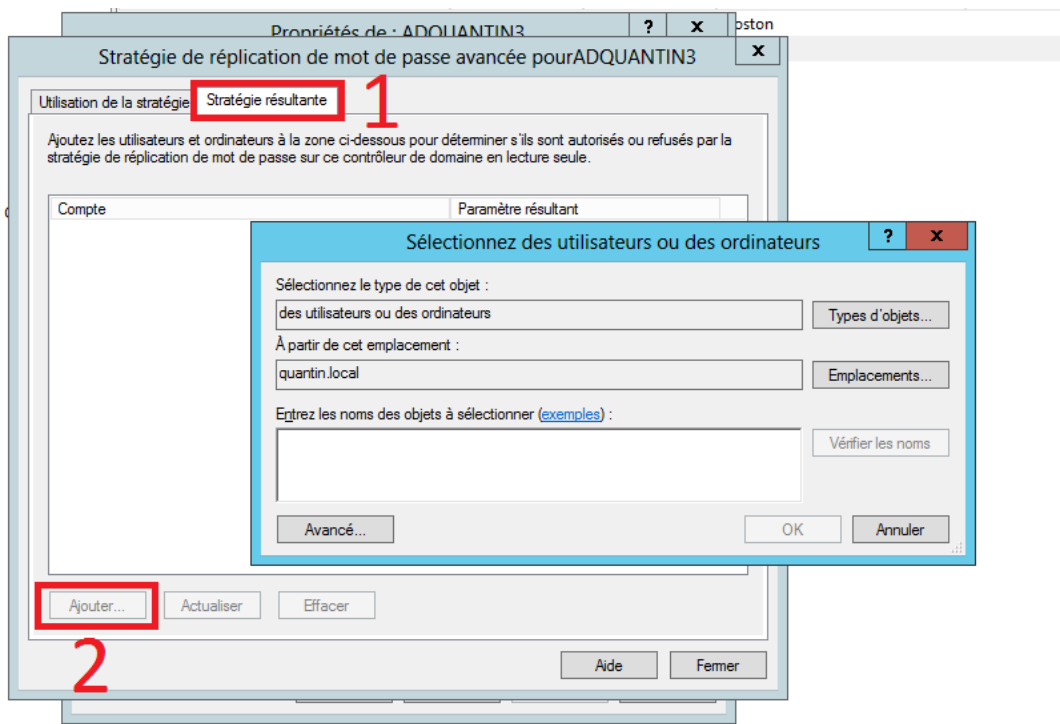 Propriétés de : ADQUANTIN3
? x
oston
Stratégie de réplication de mot de passe avancée pourADQUANTIN3
x
Utilisation de la stratégie
Stratégie résultante
1
Ajoutez les utilisateurs et ordinateurs à la zone ci-dessous pour déterminer s'ils sont autorisés ou refusés par la
stratégie de réplication de mot de passe sur ce contrôleur de domaine en lecture seule.
Compte
Paramètre résultant
Sélectionnez des utilisateurs ou des ordinateurs
? x
Sélectionnez le type de cet objet :
des utilisateurs ou des ordinateurs
Types d'objets...
À partir de cet emplacement :
quantin.local
Emplacements...
Entrez les noms des objets à sélectionner (exemples) :
Vérifier les noms
Avancé...
OK
Annuler
Ajouter...
Actualiser
Effacer
2
Aide
Fermer